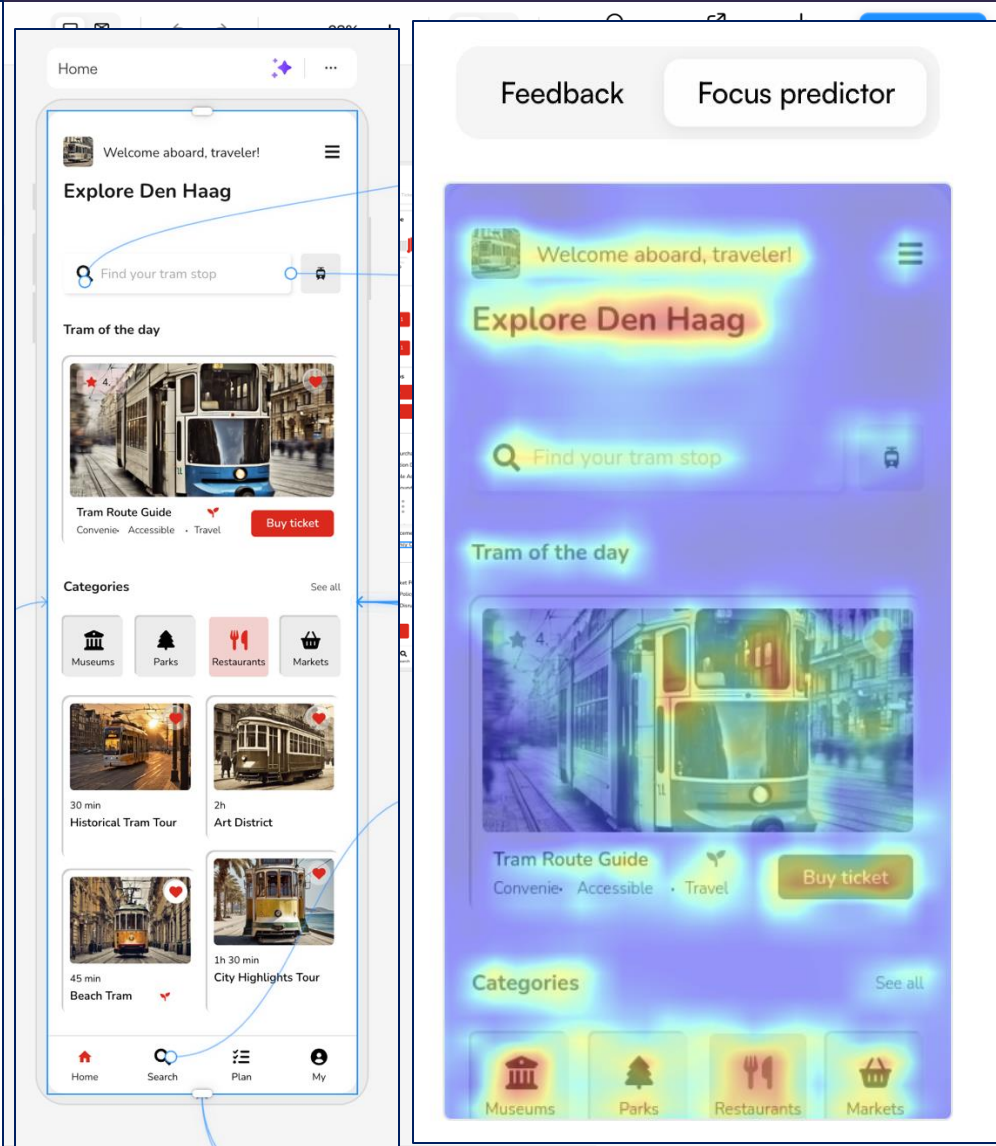 Home
...
Welcome aboard, traveler!
Explore Den Haag
Find your tram stop
Tram of the day
4.
Tram Route Guide
Convenie· Accessible · Travel
Buy ticket
Categories
See all
Museums
Parks
Restaurants
Markets
30 min
Historical Tram Tour
2h
Art District
45 min
Beach Tram
1h 30 min
City Highlights Tour
Home
Search
Plan
My
Feedback
Focus predictor
Welcome aboard, traveler!
Explore Den Haag
Find your tram stop
Tram of the day
4.
Tram Route Guide
Convenie· Accessible · Travel
Buy ticket
Categories
See all
Museums
Parks
Restaurants
Markets